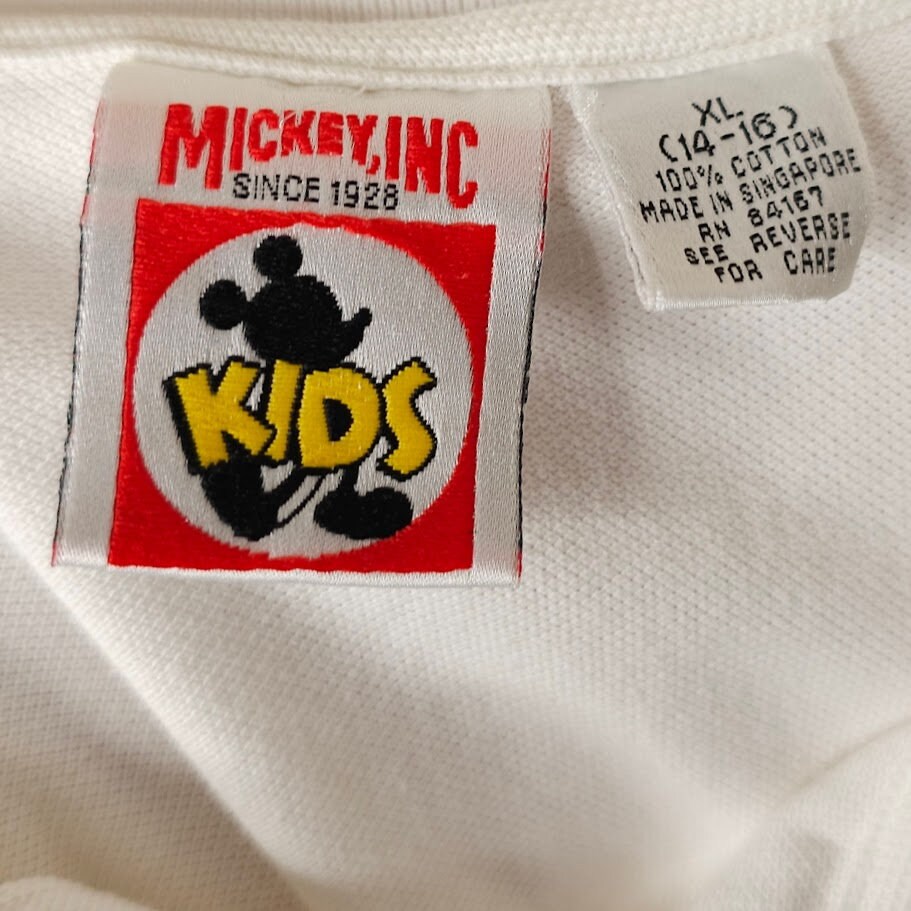 MICKEY, INC
SINCE 1928
KIDS
XL
(14-16)
100% COTTON
MADE IN SINGAPORE
RN 84167
SEE REVERSE
FOR CARE